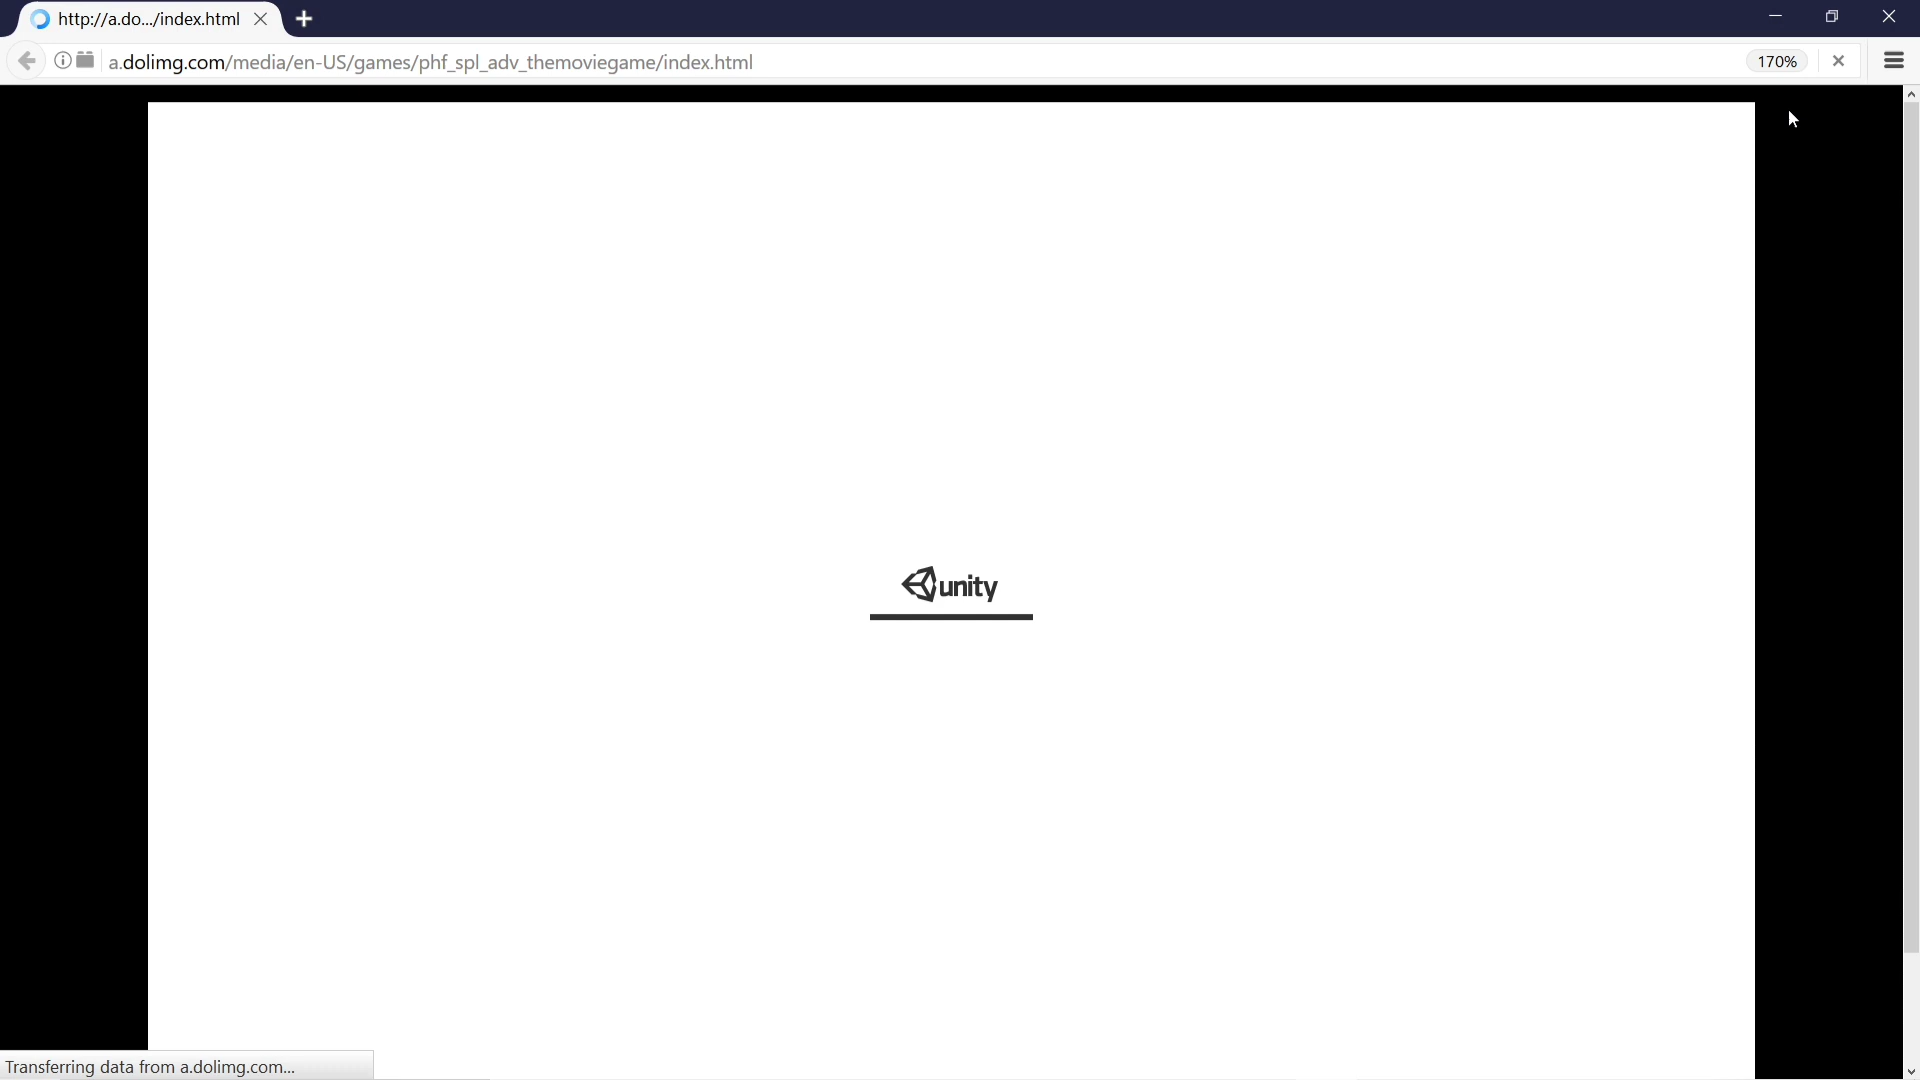 http://a.do.../index.html
a.dolimg.com/media/en-US/games/phf_spl_adv_themoviegame/index.html
170%
unity
Transferring data from a.dolimg.com...